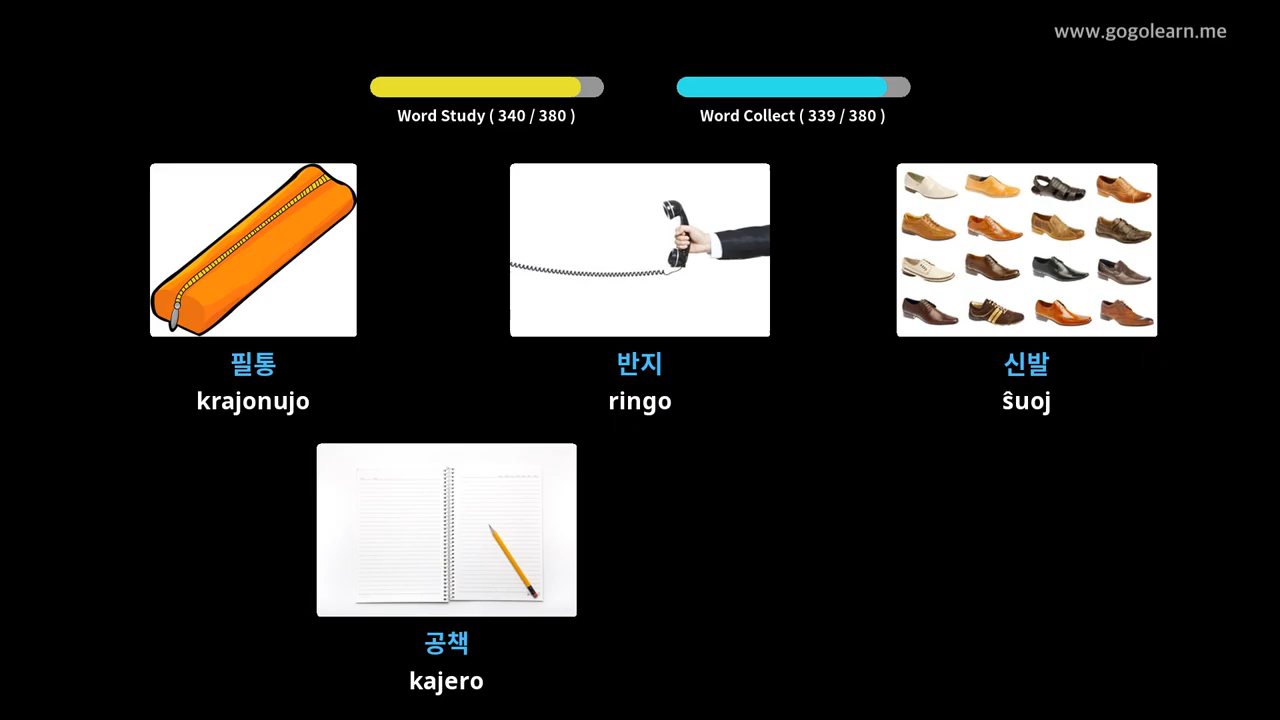 www.gogolearn.me
Word Study ( 340 / 380 )
Word Collect ( 339 / 380 )
필통
krajonujo
반지
ringo
신발
ŝuoj
공책
kajero